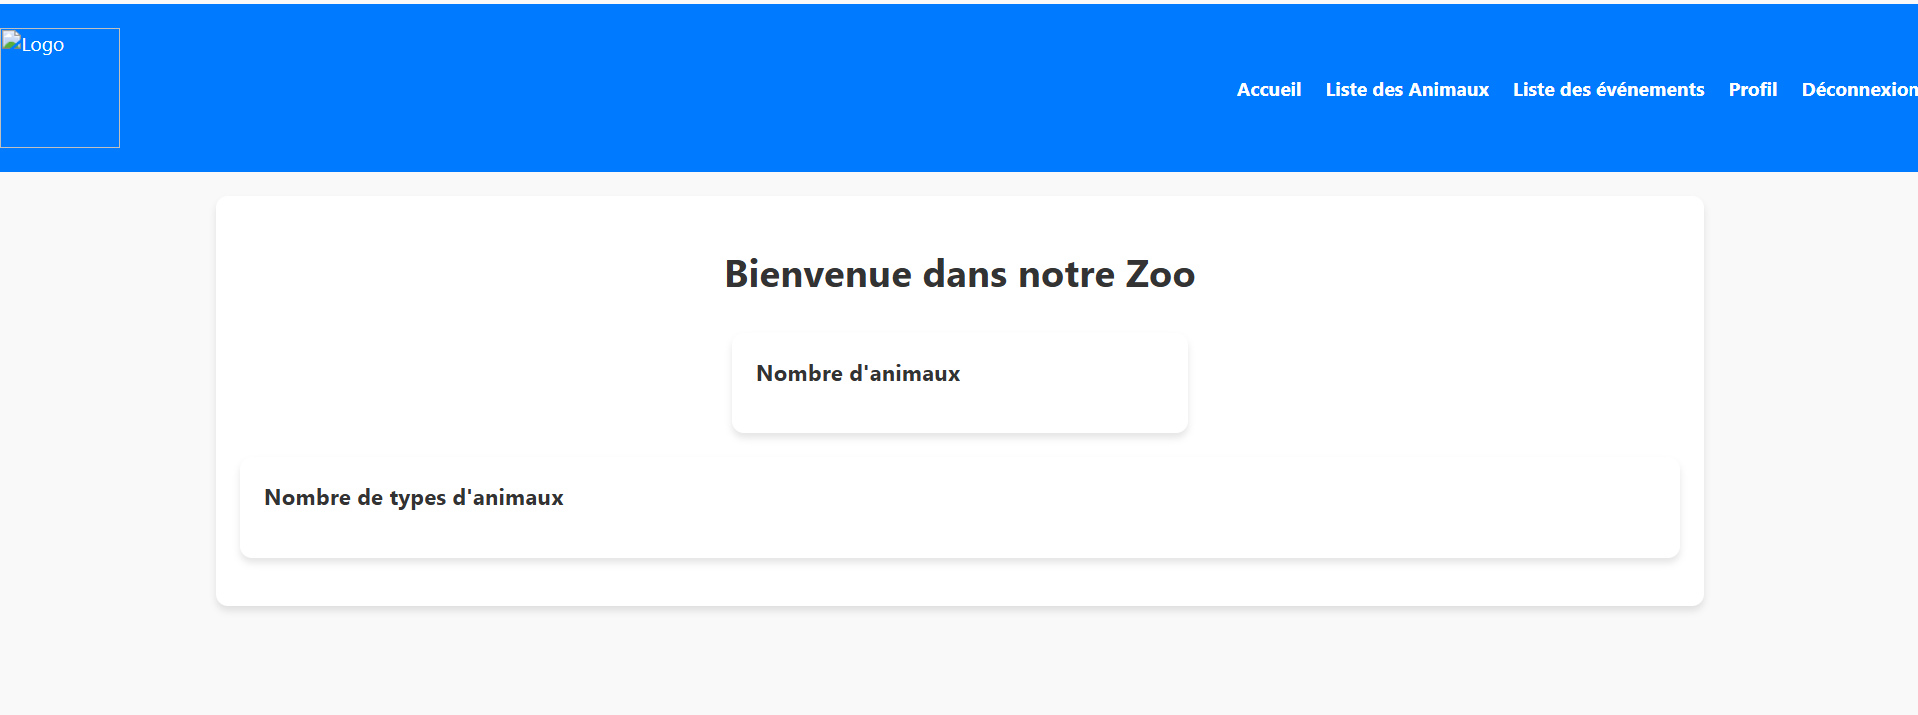 Logo
Accueil Liste des Animaux Liste des événements Profil Déconnexion
Bienvenue dans notre Zoo
Nombre d'animaux
Nombre de types d'animaux